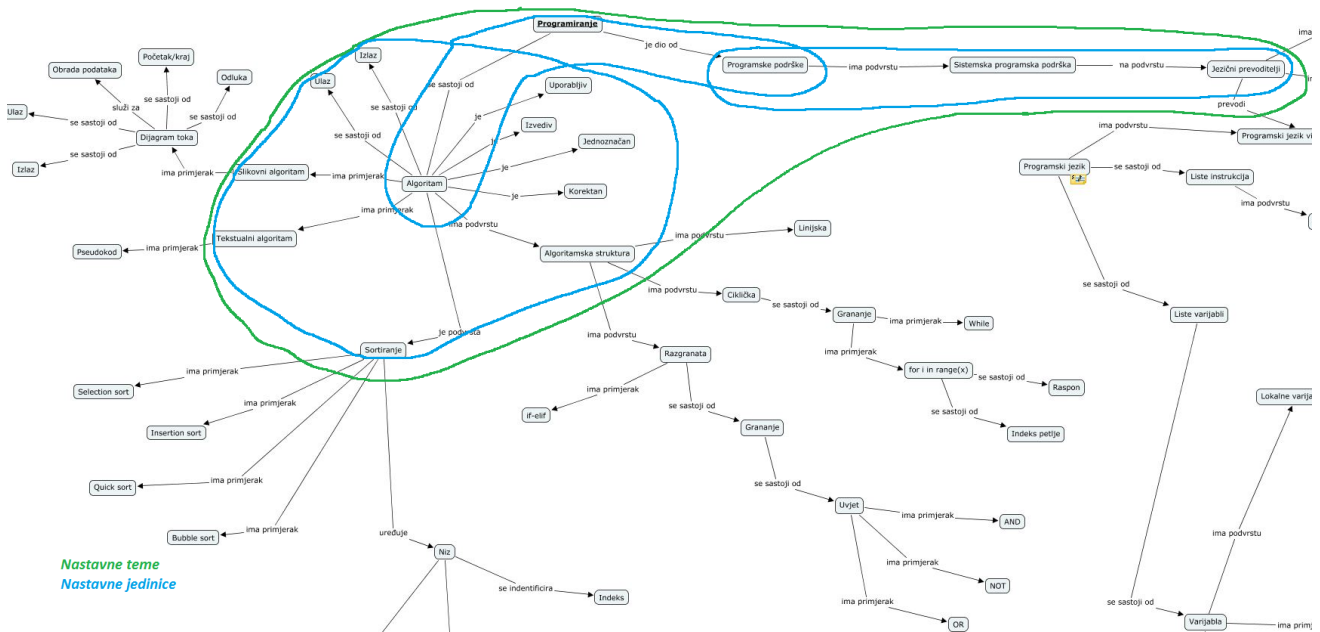 Programiranje
je dio od
Programske podrške
ima podvrstu
Sistemska programska podrška
na podvrstu
Jezični prevoditelji
ima
prevodi
Početak/kraj
Obrada podataka
Odluka
se sastoji od
služi za
se sastoji od
Ulaz
se sastoji od
Dijagram toka
se sastoji od
Izlaz
ima primjerak
Slikovni algoritam
ima primjerak
Izlaz
Ulaz
se sastoji od
se sastoji od
se sastoji od
Uporabljiv
je
Izvediv
je
Jednoznačan
je
Korektan
je
Algoritam
ima primjerak
Tekstualni algoritam
ima primjerak
Pseudokod
ima podvrstu
Algoritamska struktura
ima podvrstu
Linijska
ima podvrstu
Ciklička
se sastoji od
Grananje
ima primjerak
While
ima primjerak
for i in range(x)
se sastoji od
Raspon
se sastoji od
Indeks petlje
ima podvrstu
Razgranata
ima primjerak
if-elif
se sastoji od
Grananje
se sastoji od
Uvjet
ima primjerak
AND
ima primjerak
NOT
ima primjerak
OR
je podvrsta
Sortiranje
ima primjerak
Selection sort
ima primjerak
Insertion sort
ima primjerak
Quick sort
ima primjerak
Bubble sort
uređuje
Niz
se indentificira
Indeks
ima podvrstu
Programski jezik vi
Programski jezik
se sastoji od
Liste instrukcija
ima podvrstu
se sastoji od
Liste varijabli
se sastoji od
Varijabla
ima podvrstu
Lokalne varija
ima primj
Nastavne teme
Nastavne jedinice